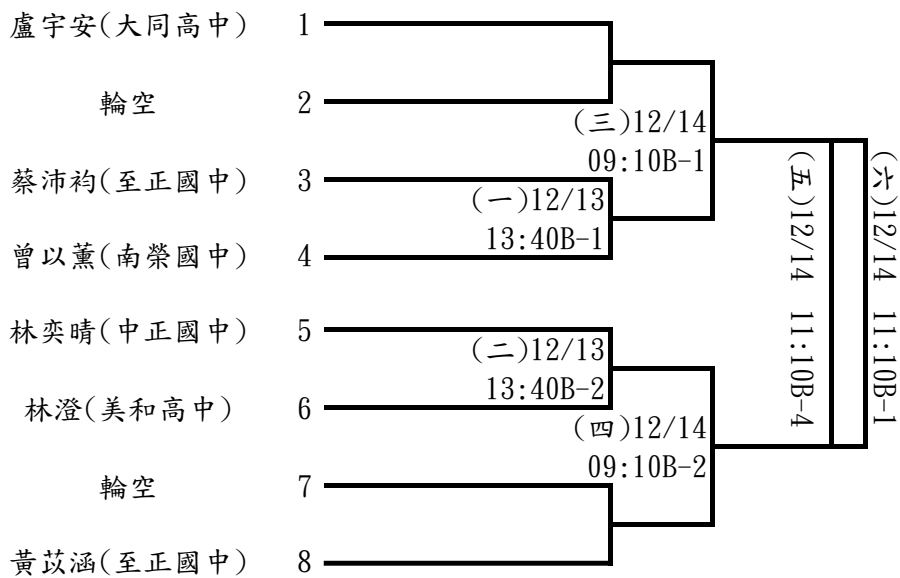 盧宇安(大同高中) 1
輪空 2
(三)12/14
09:10B-1
蔡沛袀(至正國中) 3
(一)12/13
13:40B-1
曾以薰(南榮國中) 4
林奕晴(中正國中) 5
(二)12/13
13:40B-2
林澄(美和高中) 6
(四)12/14
09:10B-2
輪空 7
黃苡涵(至正國中) 8
(五)12/14 11:10B-4
(六)12/14 11:10B-1